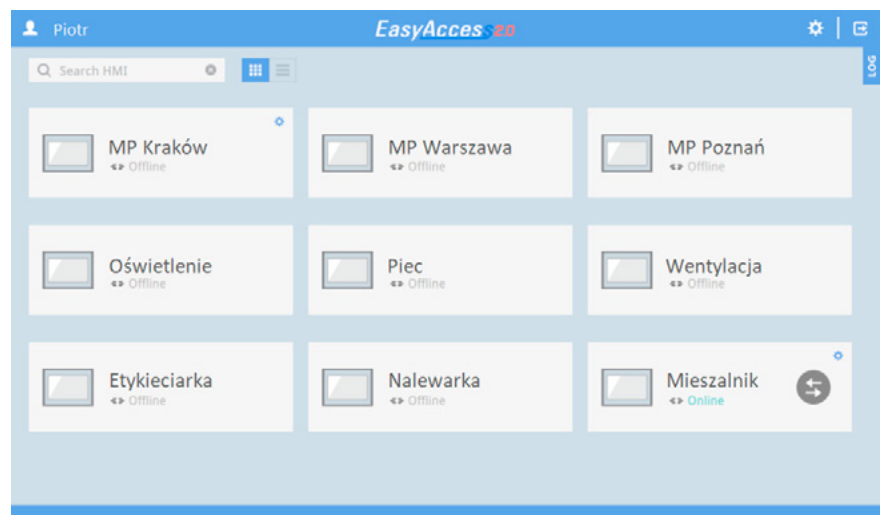 Piotr
EasyAccess2.0
LOG
Search HMI
MP Kraków
Offline
MP Warszawa
Offline
MP Poznań
Offline
Oświetlenie
Offline
Piec
Offline
Wentylacja
Offline
Etykieciarka
Offline
Nalewarka
Offline
Mieszalnik
Online